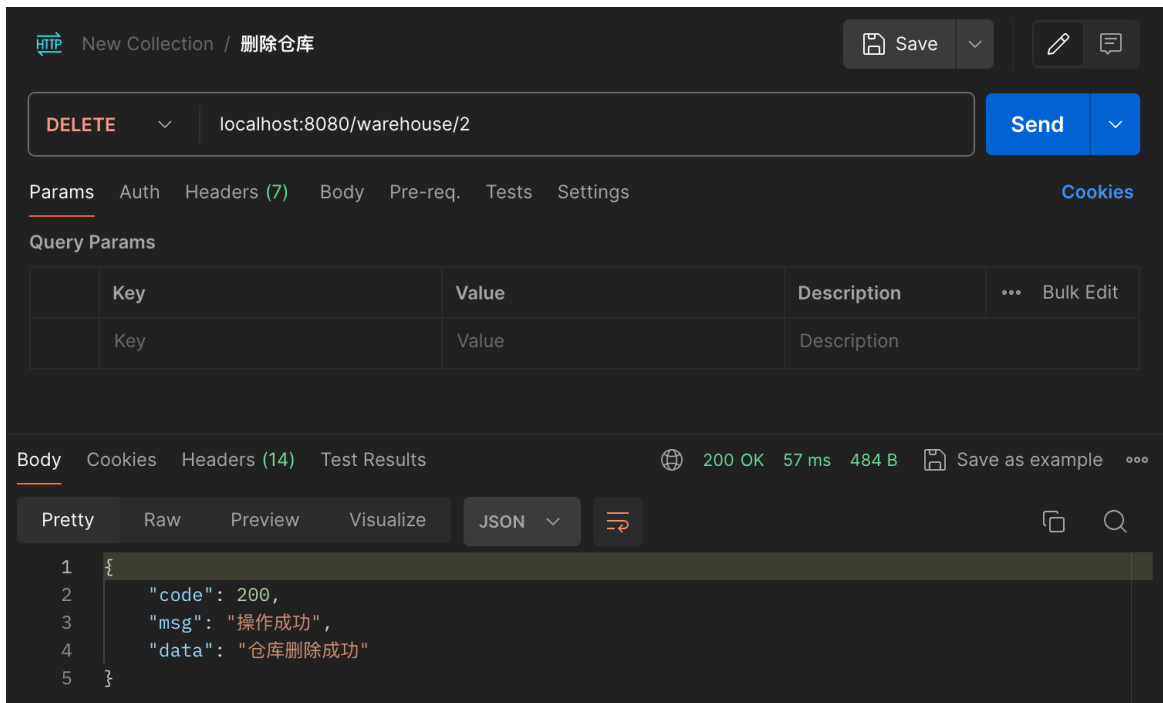 HTTP New Collection / 删除仓库 Save
DELETE localhost:8080/warehouse/2 Send
Params Auth Headers (7) Body Pre-req. Tests Settings Cookies
Query Params
Key Value Description ••• Bulk Edit
Key Value Description
Body Cookies Headers (14) Test Results 200 OK 57 ms 484 B Save as example
Pretty Raw Preview Visualize JSON
1 {
2 "code": 200,
3 "msg": "操作成功",
4 "data": "仓库删除成功"
5 }